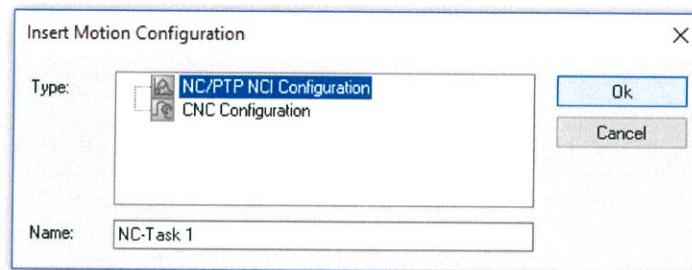 Insert Motion Configuration
Type:
NC/PTP NCI Configuration
CNC Configuration
Ok
Cancel
Name:
NC-Task 1